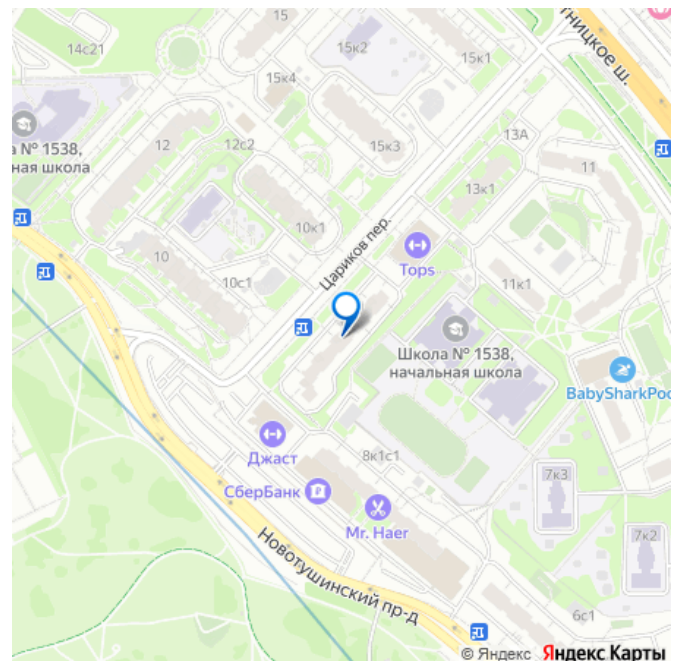 15
14с21
15к2
15к1
тницкое ш.
15к4
а № 1538,
ная школа
12
12с2
15к3
13А
11
13к1
10к1
Цариков пер.
Tops
10
10с1
11к1
Школа № 1538,
начальная школа
BabySharkPoo
Джаст
8к1с1
СберБанк
7к3
Mr. Haer
7к2
Новотушинский пр-д
6с1
© Яндекс Яндекс Карты